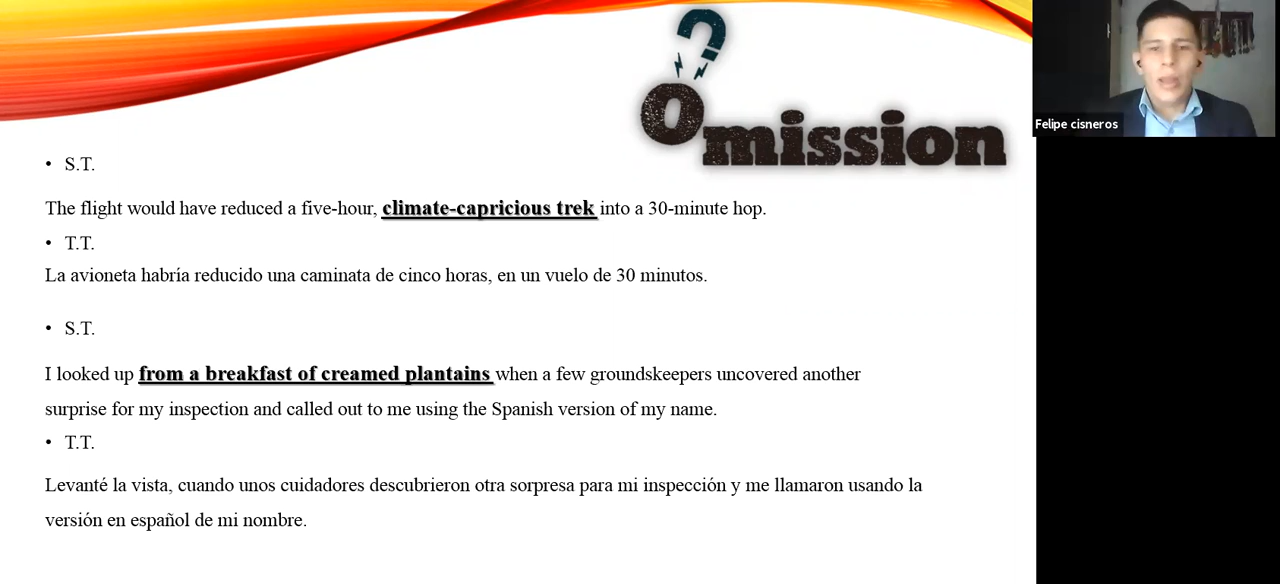 Omission
Felipe cisneros
• S.T.
The flight would have reduced a five-hour, climate-capricious trek into a 30-minute hop.
• T.T.
La avioneta habría reducido una caminata de cinco horas, en un vuelo de 30 minutos.
• S.T.
I looked up from a breakfast of creamed plantains when a few groundskeepers uncovered another
surprise for my inspection and called out to me using the Spanish version of my name.
• T.T.
Levanté la vista, cuando unos cuidadores descubrieron otra sorpresa para mi inspección y me llamaron usando la
versión en español de mi nombre.